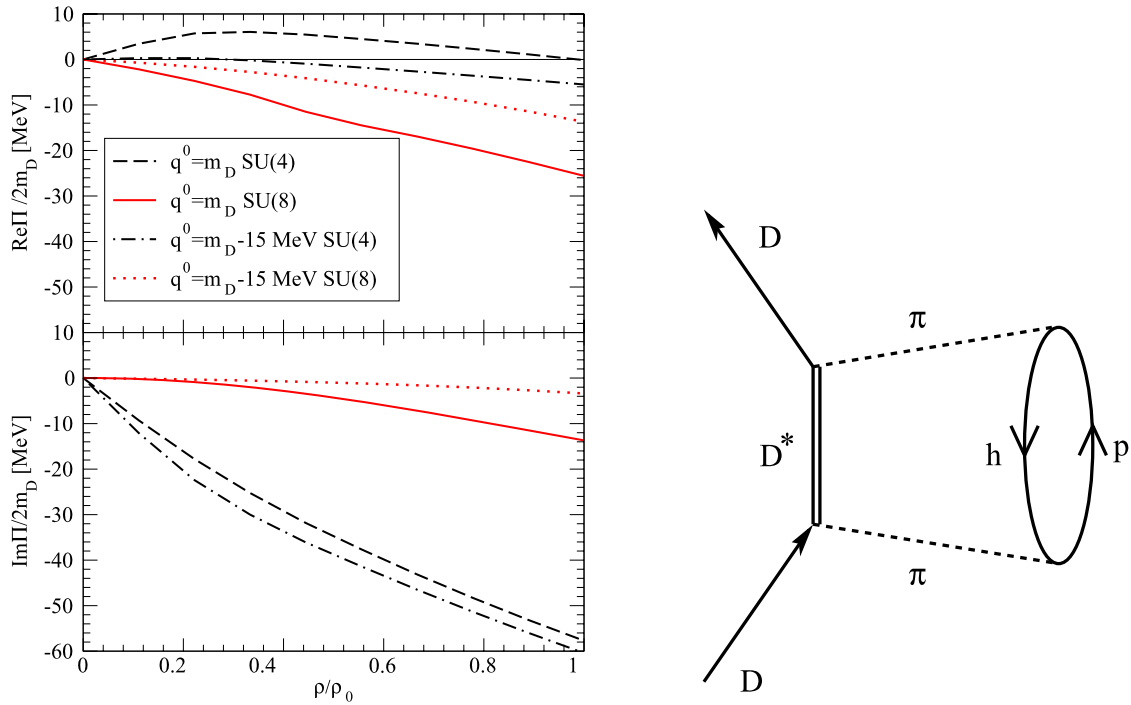 10
0
-10
-20
-30
-40
-50
ReΠ /2m_D [MeV]
q^0=m_D SU(4)
q^0=m_D SU(8)
q^0=m_D-15 MeV SU(4)
q^0=m_D-15 MeV SU(8)
10
0
-10
-20
-30
-40
-50
-60
ImΠ/2m_D [MeV]
0 0.2 0.4 0.6 0.8 1
ρ/ρ_0
D
π
D*
h
p
π
D